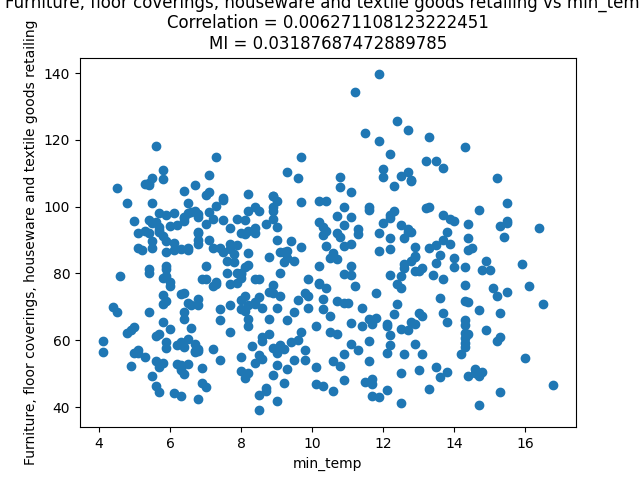 Furniture, floor coverings, houseware and textile goods retailing vs min_tem
Correlation = 0.006271108123222451
MI = 0.03187687472889785
Furniture, floor coverings, houseware and textile goods retailing
140
120
100
80
60
40
4 6 8 10 12 14 16
min_temp